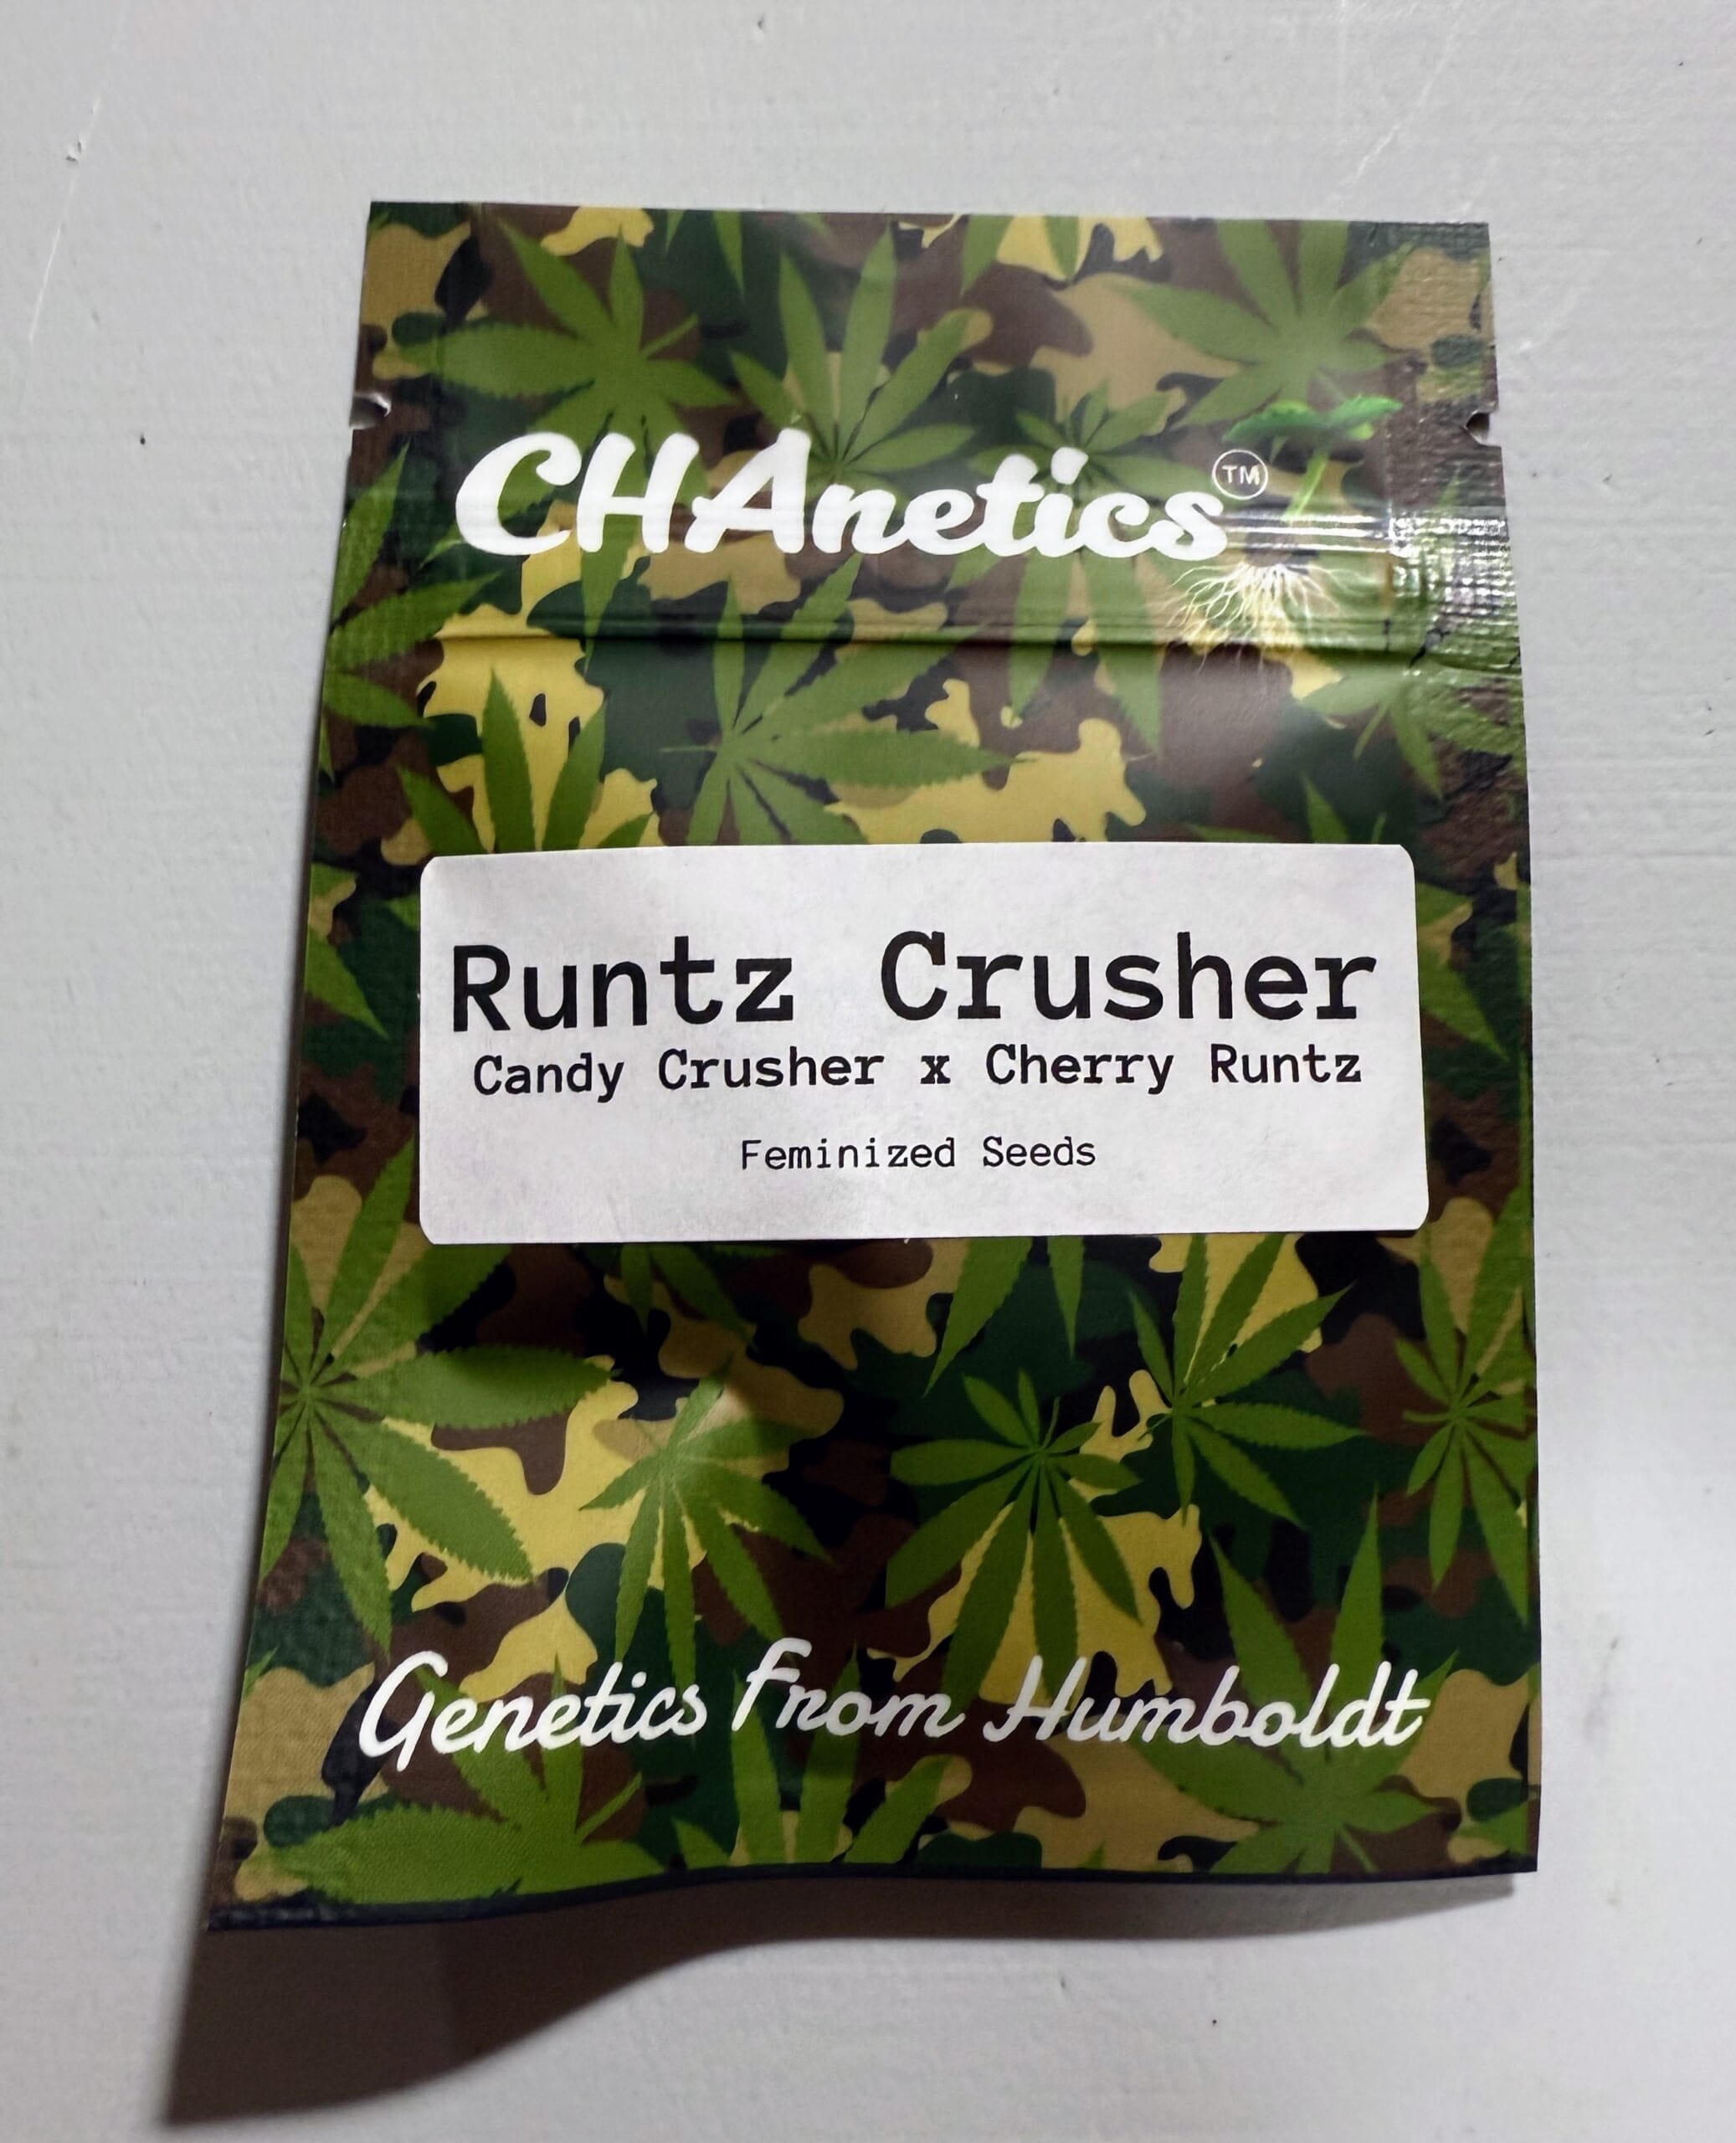 CHAnetics™
Runtz Crusher
Candy Crusher x Cherry Runtz
Feminized Seeds
Genetics From Humboldt